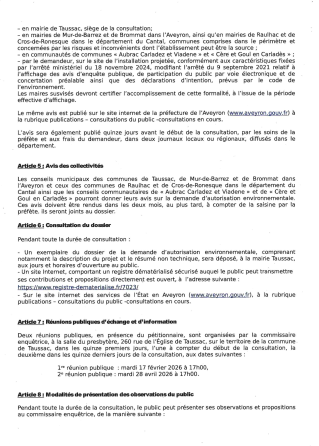 - en mairie de Taussac, siège de la consultation;
- en mairies de Mur-de-Barrez et de Brommat dans l'Aveyron, ainsi qu'en mairies de Raulhac et de
Cros-de-Ronesque dans le département du Cantal, communes comprises dans le périmètre et
concernées par les risques et inconvénients dont l'établissement peut être la source ;
- en communautés de communes « Aubrac Carladez et Viadene » et « Cère et Goul en Carladès » ;
- par le demandeur, sur le site de l'installation projetée, conformément aux caractéristiques fixées
par l'arrêté ministériel du 18 novembre 2024, modifiant l'arrêté du 9 septembre 2021 relatif à
l'affichage des avis d'enquête publique, de participation du public par voie électronique et de
concertation préalable ainsi que des déclarations d'intention, prévus par le code de
l'environnement.
Les maires susvisés devront certifier l'accomplissement de cette formalité, à l'issue de la période
effective d'affichage.
Le même avis est publié sur le site internet de la préfecture de l'Aveyron (www.aveyron.gouv.fr) à
la rubrique publications – consultations du public -consultations en cours.
L'avis sera également publié quinze jours avant le début de la consultation, par les soins de la
préfète et aux frais du demandeur, dans deux journaux locaux ou régionaux, diffusés dans le
département.
Article 5 : Avis des collectivités
Les conseils municipaux des communes de Taussac, de Mur-de-Barrez et de Brommat dans
l'Aveyron et ceux des communes de Raulhac et de Cros-de-Ronesque dans le département du
Cantal ainsi que les conseils communautaires de « Aubrac Carladez et Viadene » et de « Cère et
Goul en Carladès » pourront donner leurs avis sur la demande d'autorisation environnementale.
Ces avis doivent être rendus dans les deux mois, au plus tard, à compter de la saisine par la
préfète. Ils seront joints au dossier.
Article 6 : Consultation du dossier
Pendant toute la durée de consultation :
- Un exemplaire du dossier de la demande d'autorisation environnementale, comprenant
notamment la description du projet et le résumé non technique, sera déposé, à la mairie Taussac,
aux jours et horaires d'ouverture au public.
- Un site Internet, comportant un registre dématérialisé sécurisé auquel le public peut transmettre
ses contributions et propositions directement est ouvert, à l'adresse suivante :
https://www.registre-dematerialise.fr/7023/
- Sur le site internet des services de l'État en Aveyron (www.aveyron.gouv.fr), à la rubrique
publications – consultations du public -consultations en cours.
Article 7 : Réunions publiques d'échange et d'information
Deux réunions publiques, en présence du pétitionnaire, sont organisées par la commissaire
enquêtrice, à la salle du presbytère, 260 rue de l'Église de Taussac, sur le territoire de la commune
de Taussac, dans les quinze premiers jours, l'une à compter du début de la consultation, la
deuxième dans les quinze derniers jours de la consultation, aux dates suivantes :
1re réunion publique : mardi 17 février 2026 à 17h00,
2e réunion publique : mardi 28 avril 2026 à 17h00.
Article 8 : Modalités de présentation des observations du public
Pendant toute la durée de la consultation, le public peut présenter ses observations et propositions
au commissaire enquêtrice, de la manière suivante :